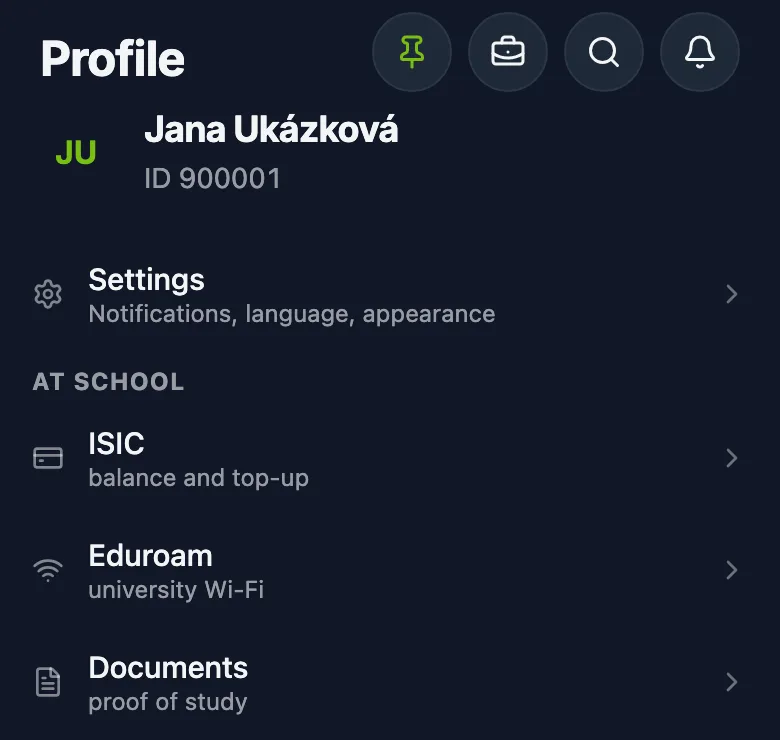 Profile
JU
Jana Ukázková
ID 900001
Settings
Notifications, language, appearance
AT SCHOOL
ISIC
balance and top-up
Eduroam
university Wi-Fi
Documents
proof of study